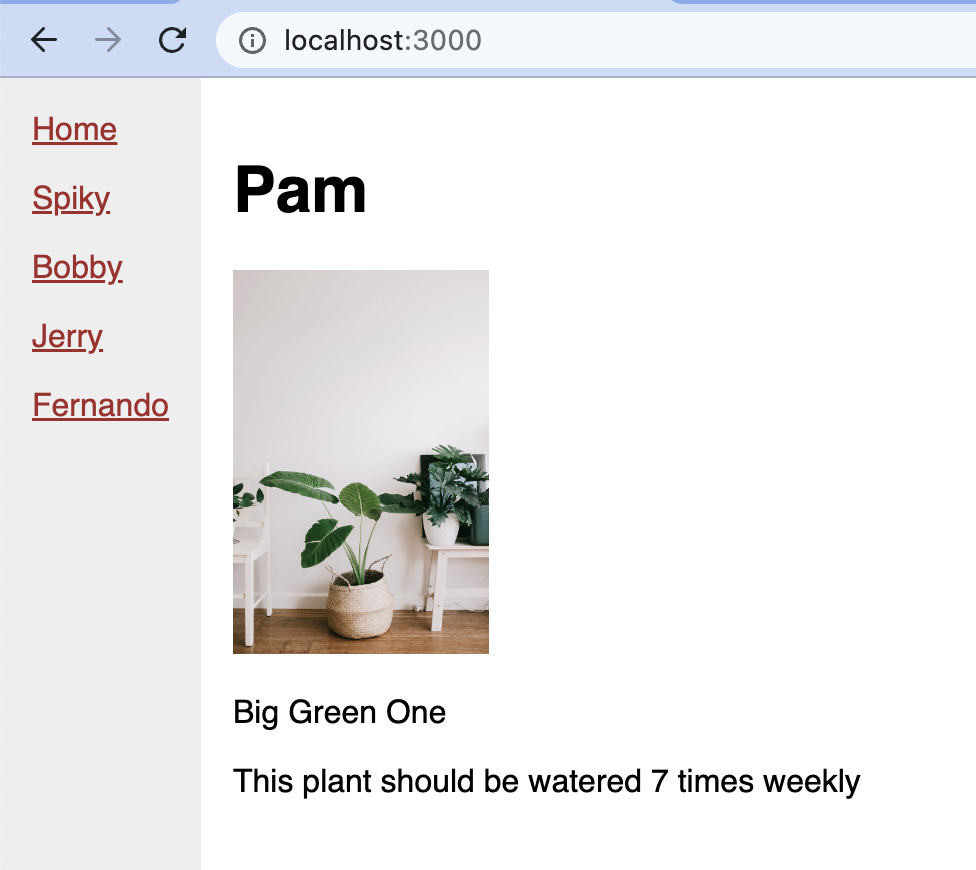 localhost:3000
Home
Spiky
Bobby
Jerry
Fernando
Pam
Big Green One
This plant should be watered 7 times weekly